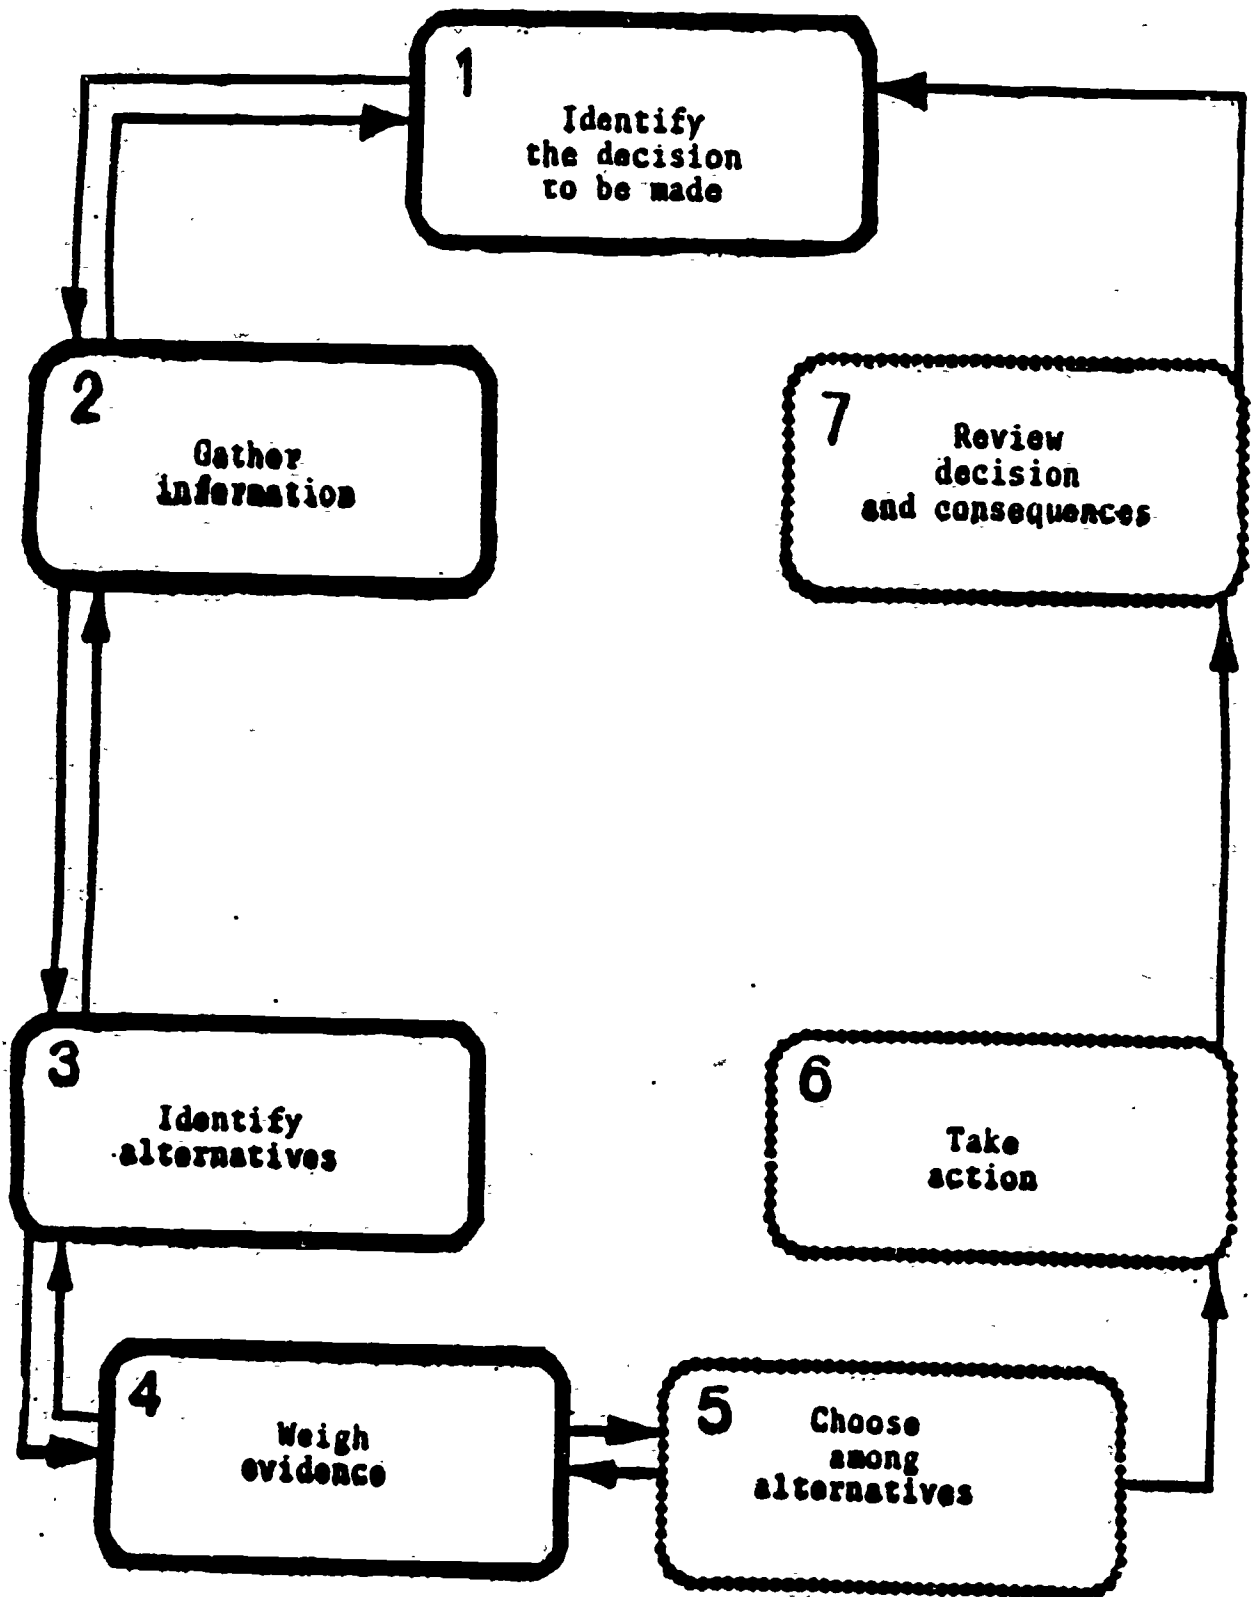 1
Identify
the decision
to be made
2
Gather
information
7
Review
decision
and consequences
3
Identify
alternatives
6
Take
action
4
Weigh
evidence
5
Choose
among
alternatives